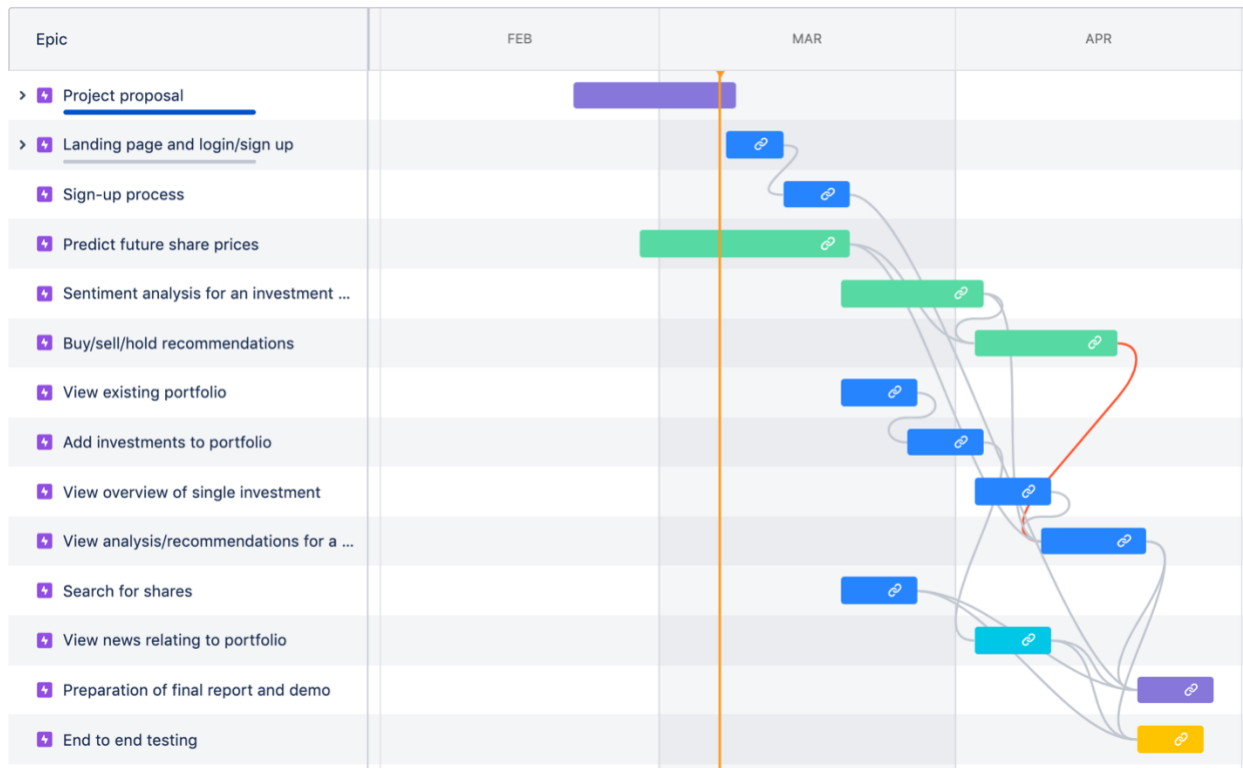 Epic FEB MAR APR
Project proposal
Landing page and login/sign up
Sign-up process
Predict future share prices
Sentiment analysis for an investment ...
Buy/sell/hold recommendations
View existing portfolio
Add investments to portfolio
View overview of single investment
View analysis/recommendations for a ...
Search for shares
View news relating to portfolio
Preparation of final report and demo
End to end testing